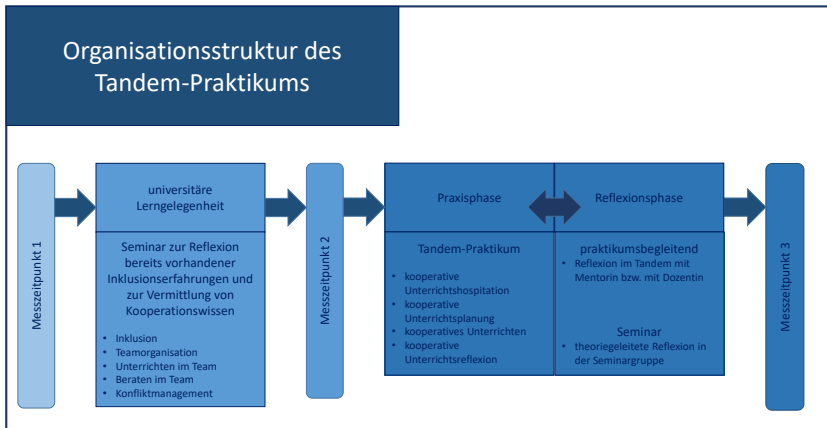 Organisationsstruktur des
Tandem-Praktikums
Messzeitpunkt 1
universitäre
Lerngelegenheit
Seminar zur Reflexion
bereits vorhandener
Inklusionserfahrungen und
zur Vermittlung von
Kooperationswissen
• Inklusion
• Teamorganisation
• Unterrichten im Team
• Beraten im Team
• Konfliktmanagement
Messzeitpunkt 2
Praxisphase
Tandem-Praktikum
• kooperative
Unterrichtshospitation
• kooperative
Unterrichtsplanung
• kooperatives Unterrichten
• kooperative
Unterrichtsreflexion
Reflexionsphase
praktikumsbegleitend
• Reflexion im Tandem mit
Mentorin bzw. mit Dozentin
Seminar
• theoriegeleitete Reflexion in
der Seminargruppe
Messzeitpunkt 3